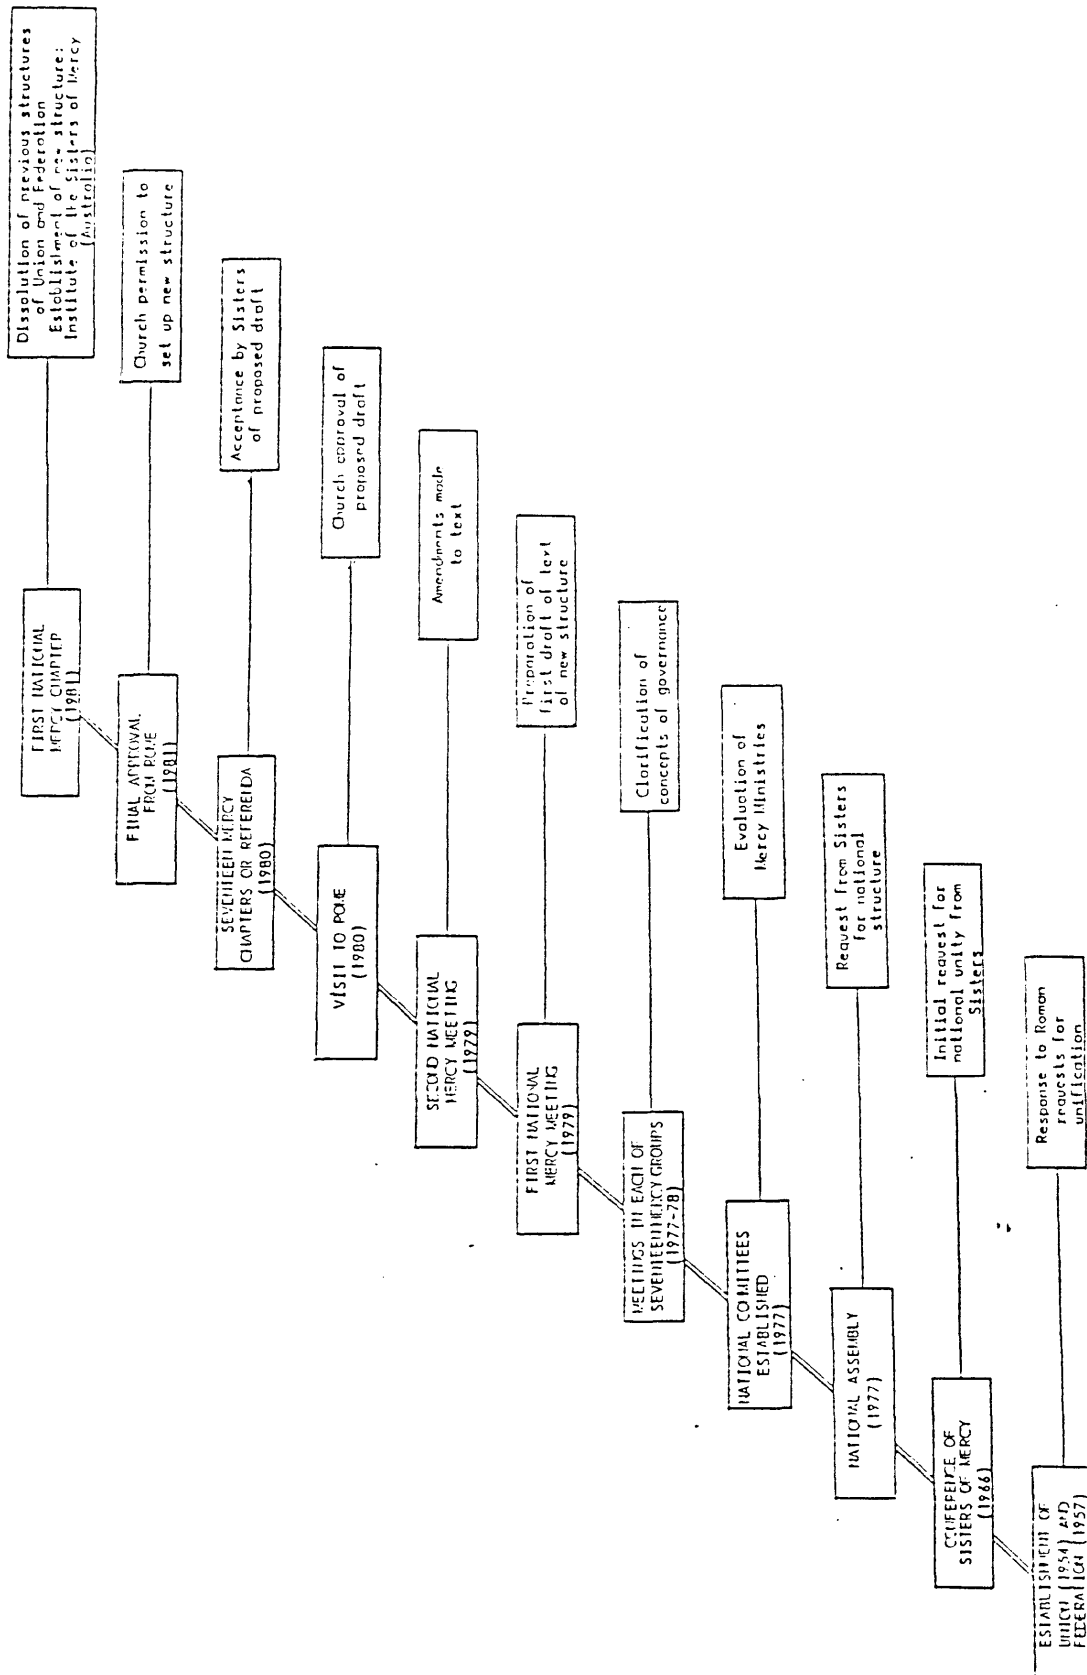 FIRST NATIONAL
MERCY CHAPTER
(1981)
Dissolution of previous structures
of Union and Federation
Establishment of new structure:
Institute of the Sisters of Mercy
(Australia)
FINAL APPROVAL
FROM ROME
(1981)
Church permission to
set up new structure
SEVENTEEN MERCY
CHAPTERS OR REFERENDA
(1980)
Acceptance by Sisters
of proposed draft
VISIT TO ROME
(1980)
Church approval of
proposed draft
SECOND NATIONAL
MERCY MEETING
(1979)
Amendments made
to text
FIRST NATIONAL
MERCY MEETING
(1979)
Preparation of
first draft of text
of new structure
MEETINGS IN EACH OF
SEVENTEEN MERCY GROUPS
(1977-78)
Clarification of
concepts of governance
NATIONAL COMMITTEES
ESTABLISHED
(1977)
Evaluation of
Mercy Ministries
NATIONAL ASSEMBLY
(1977)
Request from Sisters
for national
structure
CONFERENCE OF
SISTERS OF MERCY
(1966)
Initial request for
national unity from
Sisters
ESTABLISHMENT OF
UNION (1954) AND
FEDERATION (1957)
Response to Roman
requests for
unification